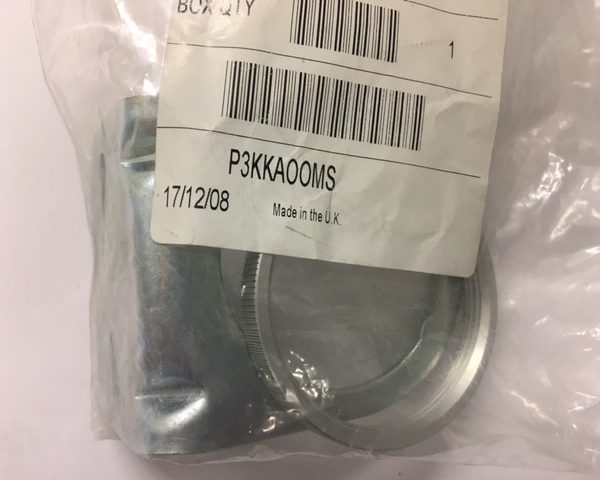 BOX QTY
1
P3KKA00MS
17/12/08
Made in the U.K.